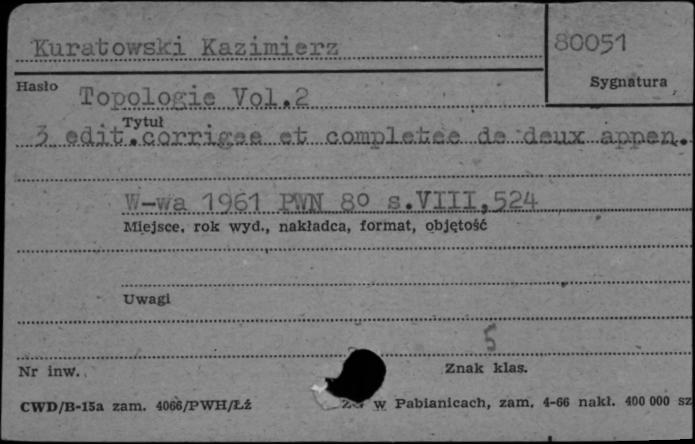 Kuratowski Kazimierz
80051
Hasło
Sygnatura
Topologie Vol.2
Tytuł
3 edit.corrigee et completee de deux appen.
W-wa 1961 PWN 8o s.VIII,524
Miejsce, rok wyd., nakładca, format, objętość
Uwagi
5
Nr inw.
Znak klas.
CWD/B-15a zam. 4066/PWH/Łź
w Pabianicach, zam. 4-66 nakł. 400 000 sz